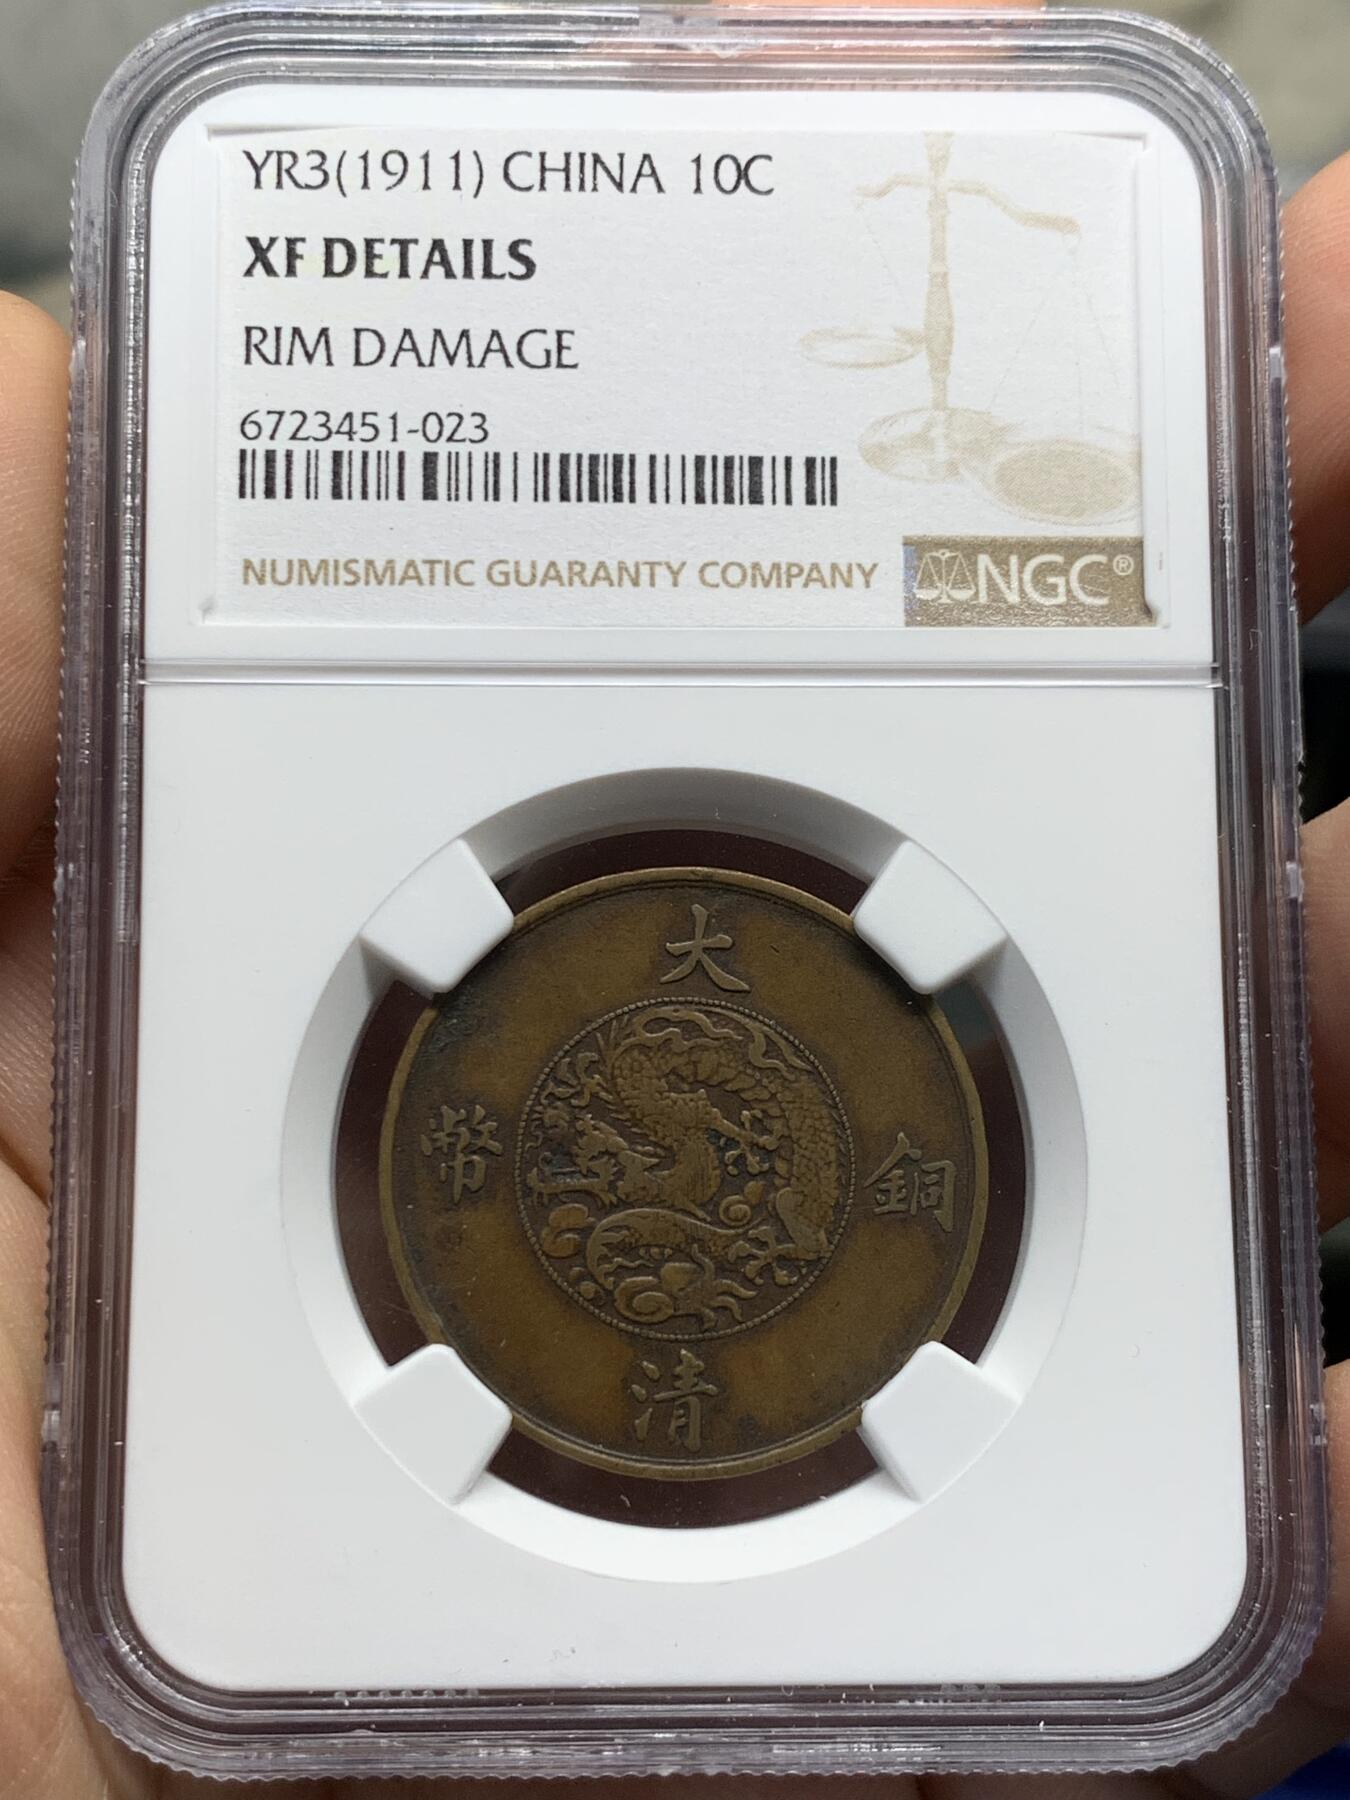 YR3(1911) CHINA 10C
XF DETAILS
RIM DAMAGE
6723451-023
NUMISMATIC GUARANTY COMPANY
NGC®
大
幣
銅
清